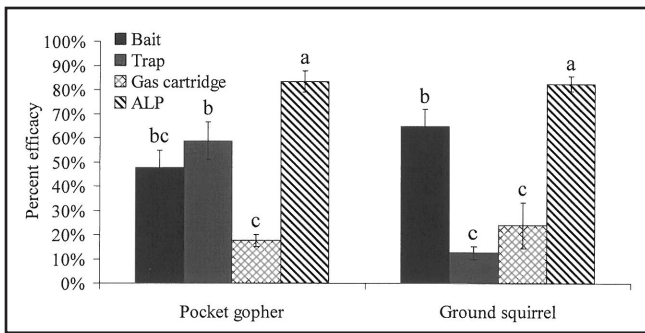 Percent efficacy
100%
90%
80%
70%
60%
50%
40%
30%
20%
10%
0%
Bait
Trap
Gas cartridge
ALP
bc
b
c
a
b
c
c
a
Pocket gopher
Ground squirrel